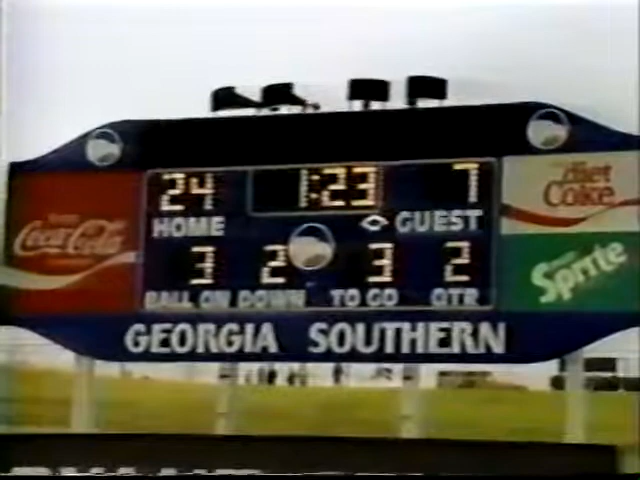 24 1:23 7
HOME GUEST
3 2 3 2
BALL ON DOWN TO GO QTR
Coca-Cola
diet Coke
Sprite
GEORGIA SOUTHERN